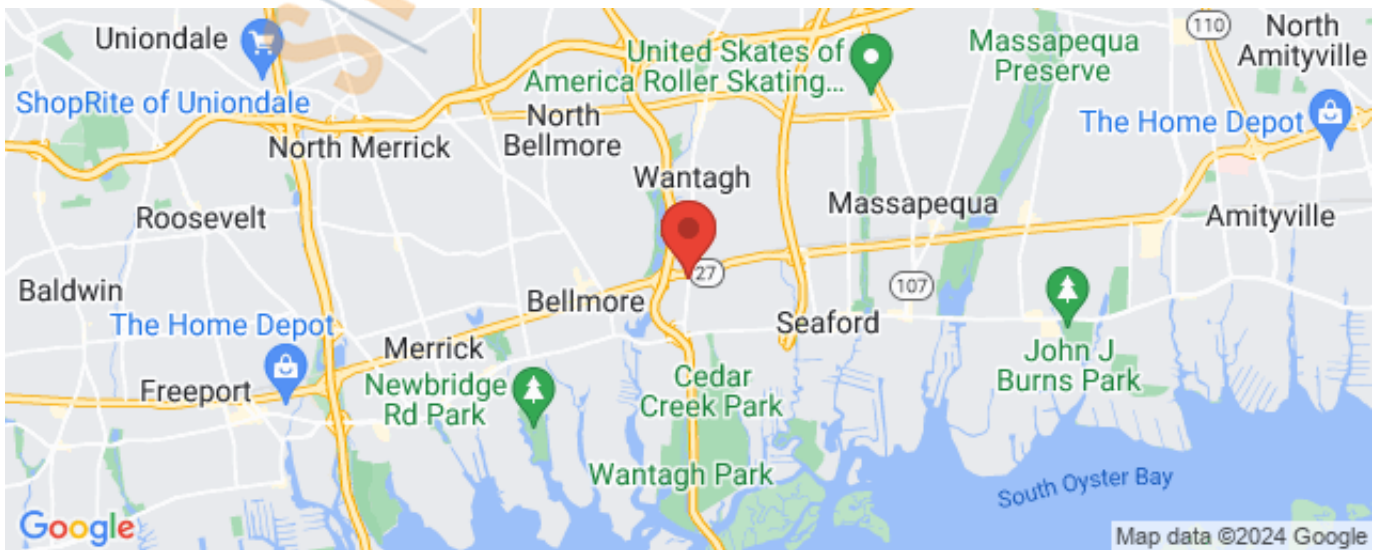 Uniondale
ShopRite of Uniondale
United Skates of
America Roller Skating...
Massapequa
Preserve
110
North
Amityville
The Home Depot
North
Bellmore
North Merrick
Wantagh
Roosevelt
Massapequa
Amityville
Baldwin
27
107
Bellmore
Seaford
The Home Depot
Merrick
Freeport
Newbridge
Rd Park
Cedar
Creek Park
John J
Burns Park
Wantagh Park
South Oyster Bay
Google
Map data ©2024 Google